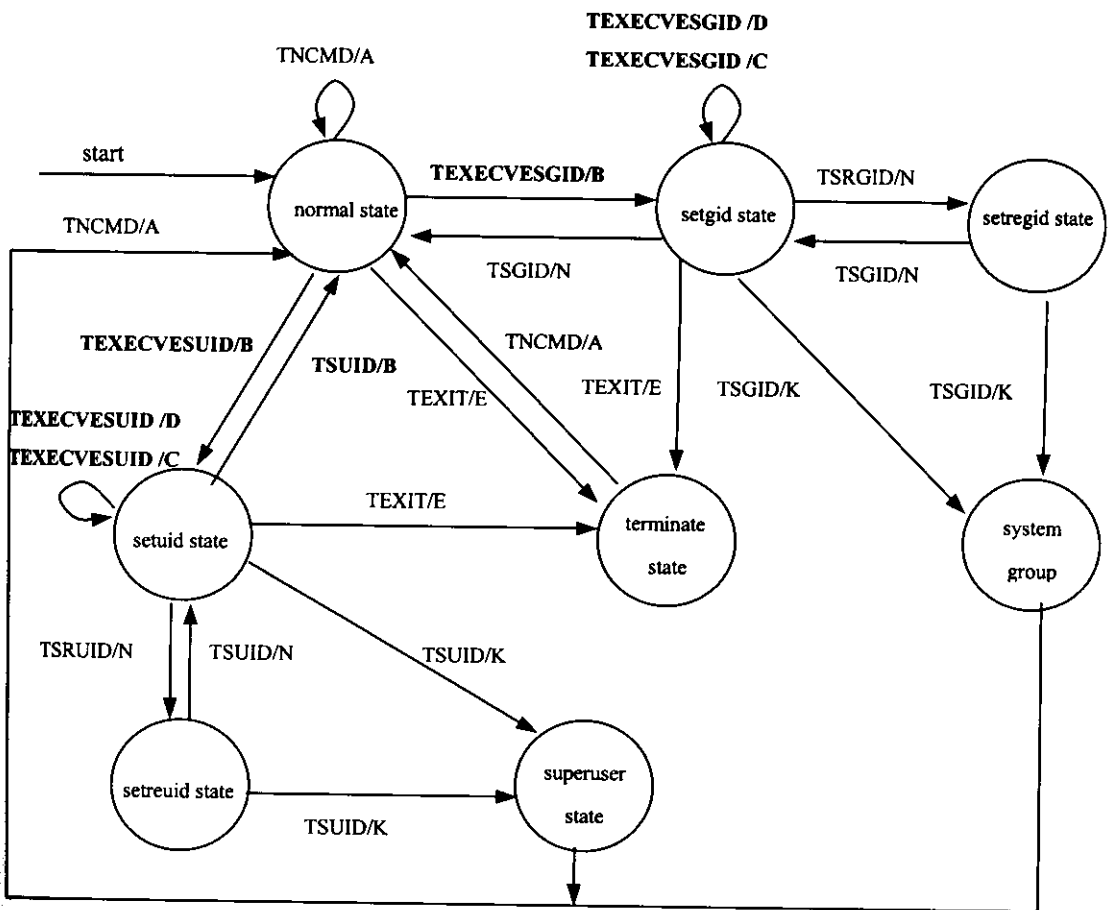 TEXECVESGID /D
TNCMD/A
TEXECVESGID /C
start
TEXECVESGID/B
TSRGID/N
normal state
setgid state
setregid state
TNCMD/A
TSGID/N
TSGID/N
TEXECVESUID/B
TSUID/B
TNCMD/A
TEXIT/E
TEXIT/E
TSGID/K
TSGID/K
TEXECVESUID /D
TEXECVESUID /C
TEXIT/E
setuid state
terminate
state
system
group
TSRUID/N
TSUID/N
TSUID/K
setreuid state
superuser
state
TSUID/K